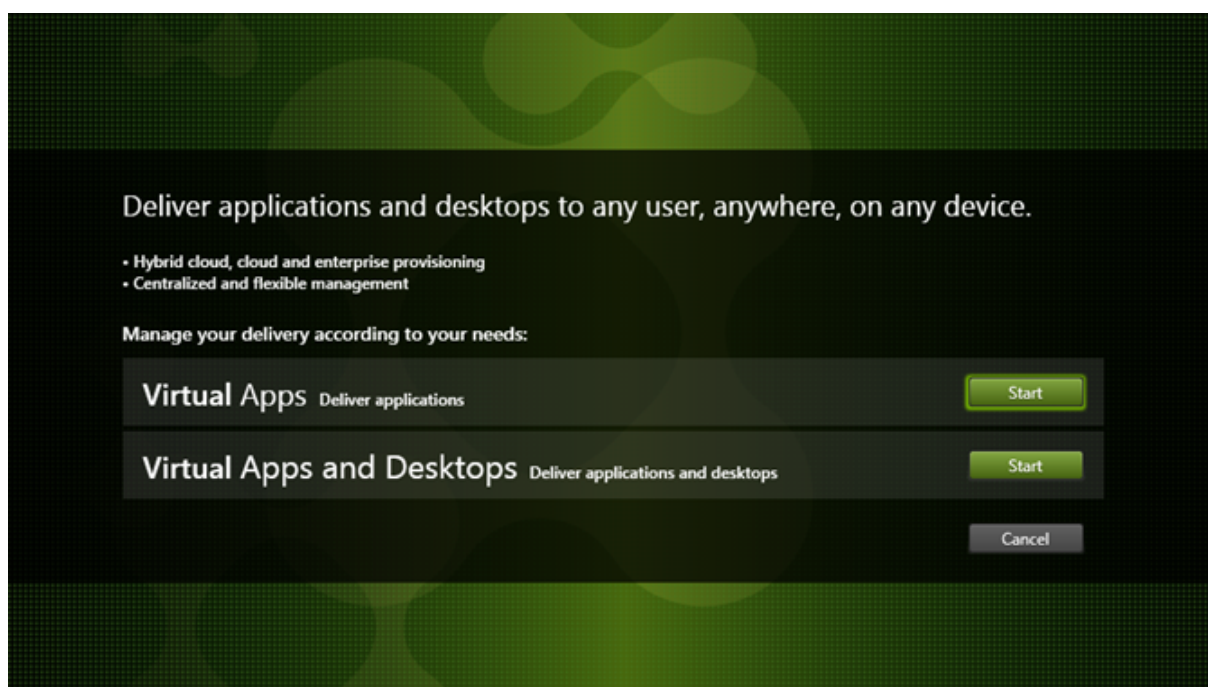 Deliver applications and desktops to any user, anywhere, on any device.
• Hybrid cloud, cloud and enterprise provisioning
• Centralized and flexible management
Manage your delivery according to your needs:
Virtual Apps Deliver applications Start
Virtual Apps and Desktops Deliver applications and desktops Start
Cancel